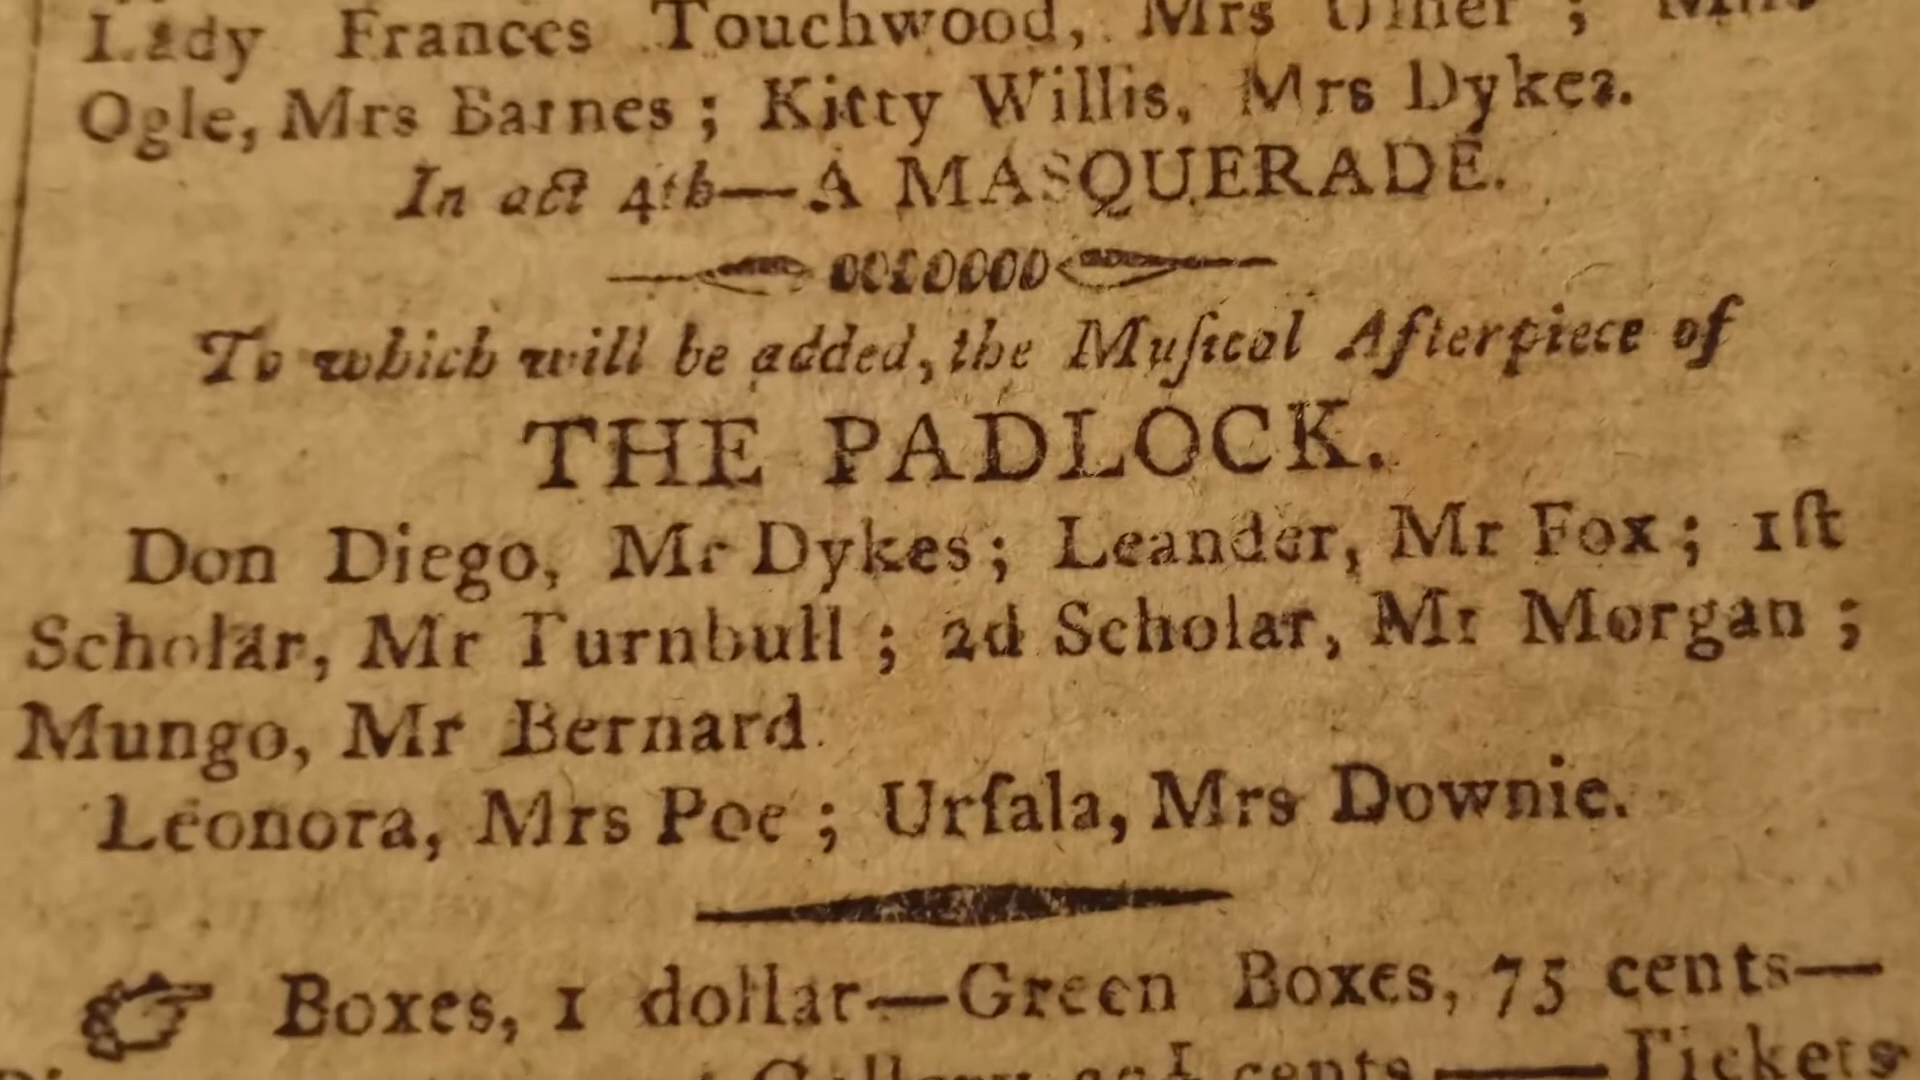 Lady Frances Touchwood, Mrs Usher ;
Ogle, Mrs Barnes ; Kitty Willis, Mrs Dykes.
In act 4th—A MASQUERADE.
To which will be added, the Muſical Afterpiece of
THE PADLOCK.
Don Diego, Mr Dykes; Leander, Mr Fox ; 1ſt
Scholar, Mr Turnbull ; 2d Scholar, Mr Morgan ;
Mungo, Mr Bernard
Leonora, Mrs Poe ; Urſala, Mrs Downie.
Boxes, 1 dollar—Green Boxes, 75 cents—
cents—Tickets